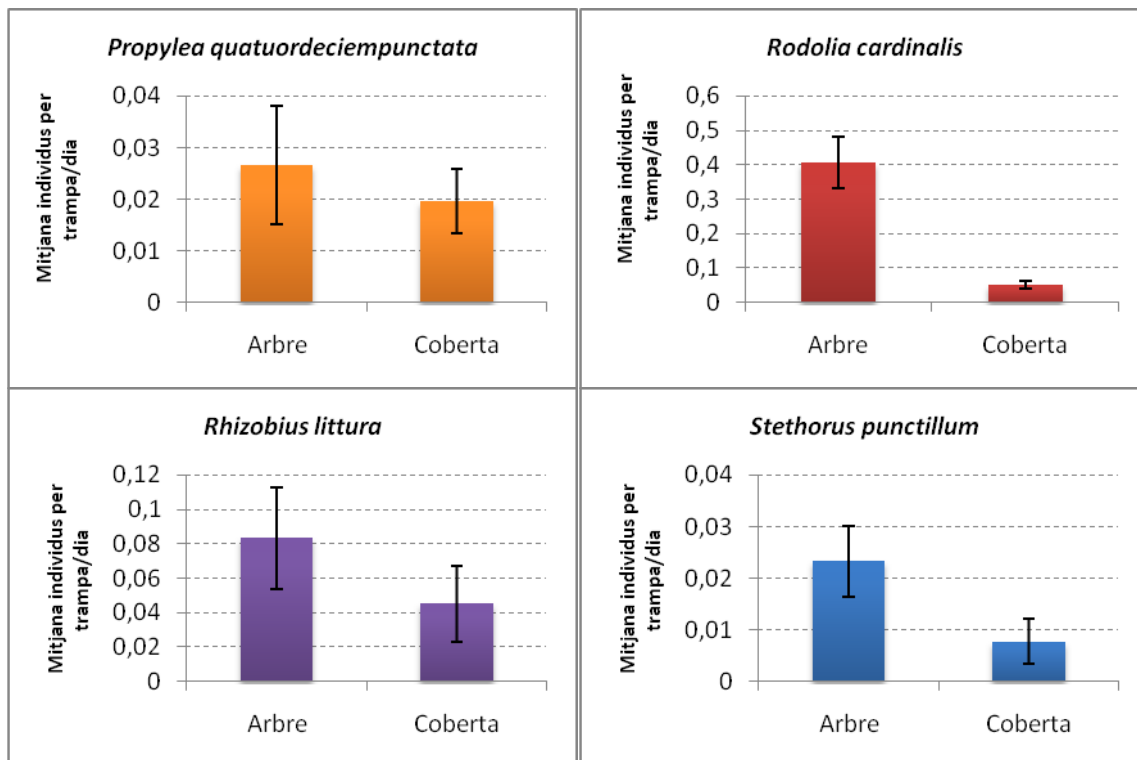 Propylea quatuordeciempunctata
Mitjana individus per
trampa/dia
0,04
0,03
0,02
0,01
0
Arbre
Coberta
Rodolia cardinalis
Mitjana individus per
trampa/dia
0,6
0,5
0,4
0,3
0,2
0,1
0
Arbre
Coberta
Rhizobius littura
Mitjana individus per
trampa/dia
0,12
0,1
0,08
0,06
0,04
0,02
0
Arbre
Coberta
Stethorus punctillum
Mitjana individus per
trampa/dia
0,04
0,03
0,02
0,01
0
Arbre
Coberta